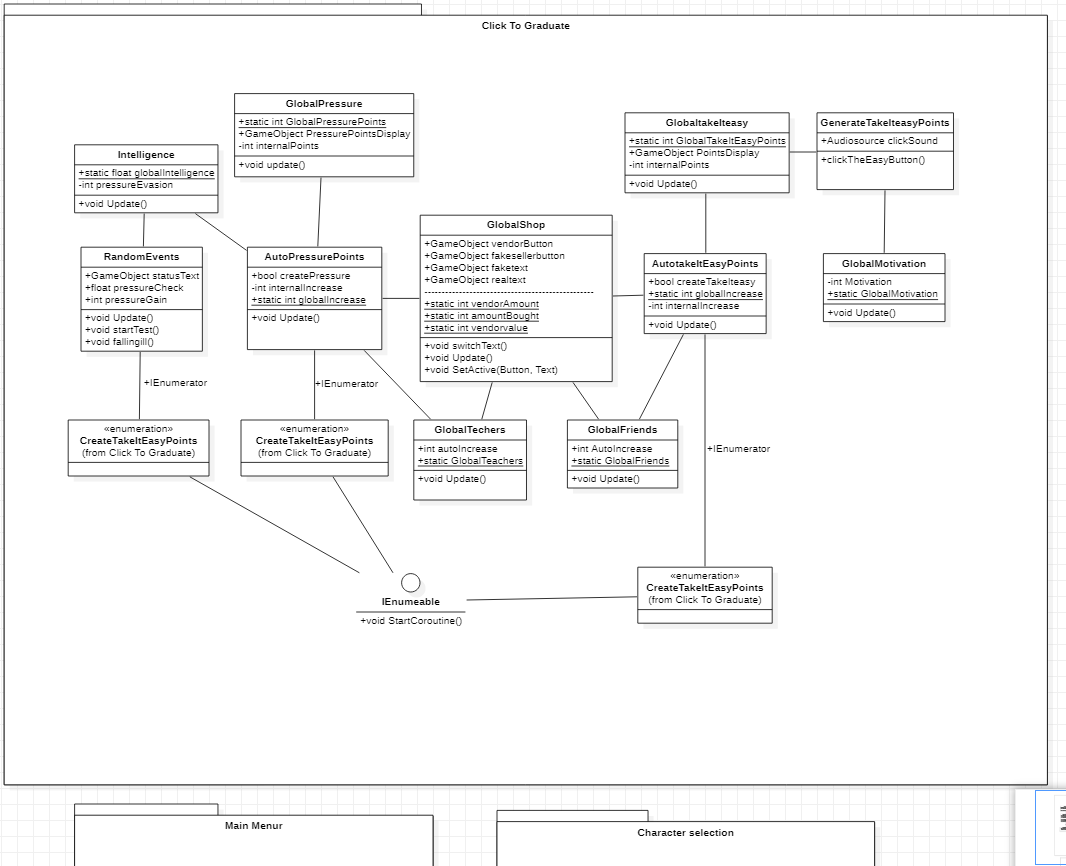 Click To Graduate
GlobalPressure
+static int GlobalPressurePoints
+GameObject PressurePointsDisplay
-int internalPoints
+void update()
Globaltakelteasy
+static int GlobalTakeItEasyPoints
+GameObject PointsDisplay
-int internalPoints
+void Update()
GenerateTakelteasyPoints
+Audiosource clickSound
+clickTheEasyButton()
Intelligence
+static float globalIntelligence
-int pressureEvasion
+void Update()
RandomEvents
+GameObject statusText
+float pressureCheck
+int pressureGain
+void Update()
+void startTest()
+void fallingill()
AutoPressurePoints
+bool createPressure
-int internalIncrease
+static int globalIncrease
+void Update()
GlobalShop
+GameObject vendorButton
+GameObject fakesellerbutton
+GameObject faketext
+GameObject realtext
+static int vendorAmount
+static int amountBought
+static int vendorvalue
+void switchText()
+void Update()
+void SetActive(Button, Text)
AutotakeItEasyPoints
+bool createTakeIteasy
+static int globalIncrease
-int internalIncrease
+void Update()
GlobalMotivation
-int Motivation
+static GlobalMotivation
+void Update()
+IEnumerator
+IEnumerator
«enumeration»
CreateTakeItEasyPoints
(from Click To Graduate)
«enumeration»
CreateTakeItEasyPoints
(from Click To Graduate)
GlobalTechers
+int autoIncrease
+static GlobalTeachers
+void Update()
GlobalFriends
+int AutoIncrease
+static GlobalFriends
+void Update()
+IEnumerator
IEnumeable
+void StartCoroutine()
«enumeration»
CreateTakeItEasyPoints
(from Click To Graduate)
Main Menur
Character selection